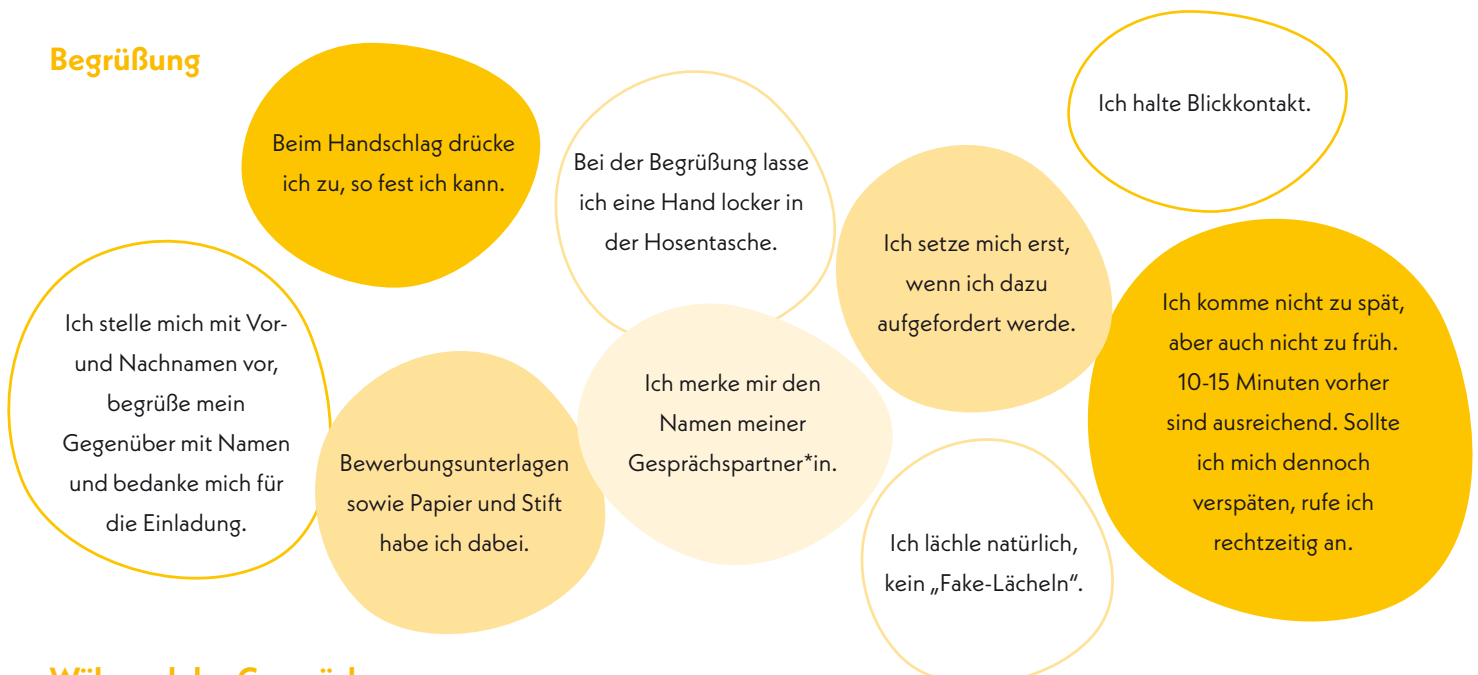 Begrüßung
Beim Handschlag drücke
ich zu, so fest ich kann.
Bei der Begrüßung lasse
ich eine Hand locker in
der Hosentasche.
Ich halte Blickkontakt.
Ich setze mich erst,
wenn ich dazu
aufgefordert werde.
Ich stelle mich mit Vor-
und Nachnamen vor,
begrüße mein
Gegenüber mit Namen
und bedanke mich für
die Einladung.
Bewerbungsunterlagen
sowie Papier und Stift
habe ich dabei.
Ich merke mir den
Namen meiner
Gesprächspartner*in.
Ich lächle natürlich,
kein „Fake-Lächeln“.
Ich komme nicht zu spät,
aber auch nicht zu früh.
10-15 Minuten vorher
sind ausreichend. Sollte
ich mich dennoch
verspäten, rufe ich
rechtzeitig an.